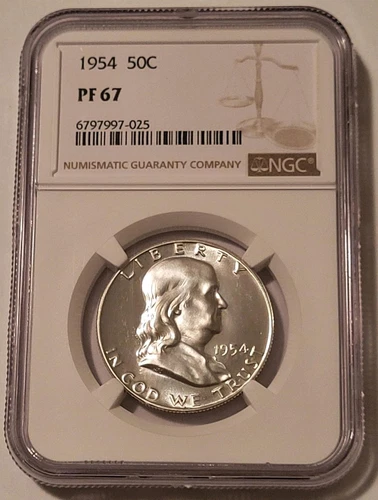 1954 50C
PF 67
6797997-025
NUMISMATIC GUARANTY COMPANY NGC®
LIBERTY
1954
IN GOD WE TRUST